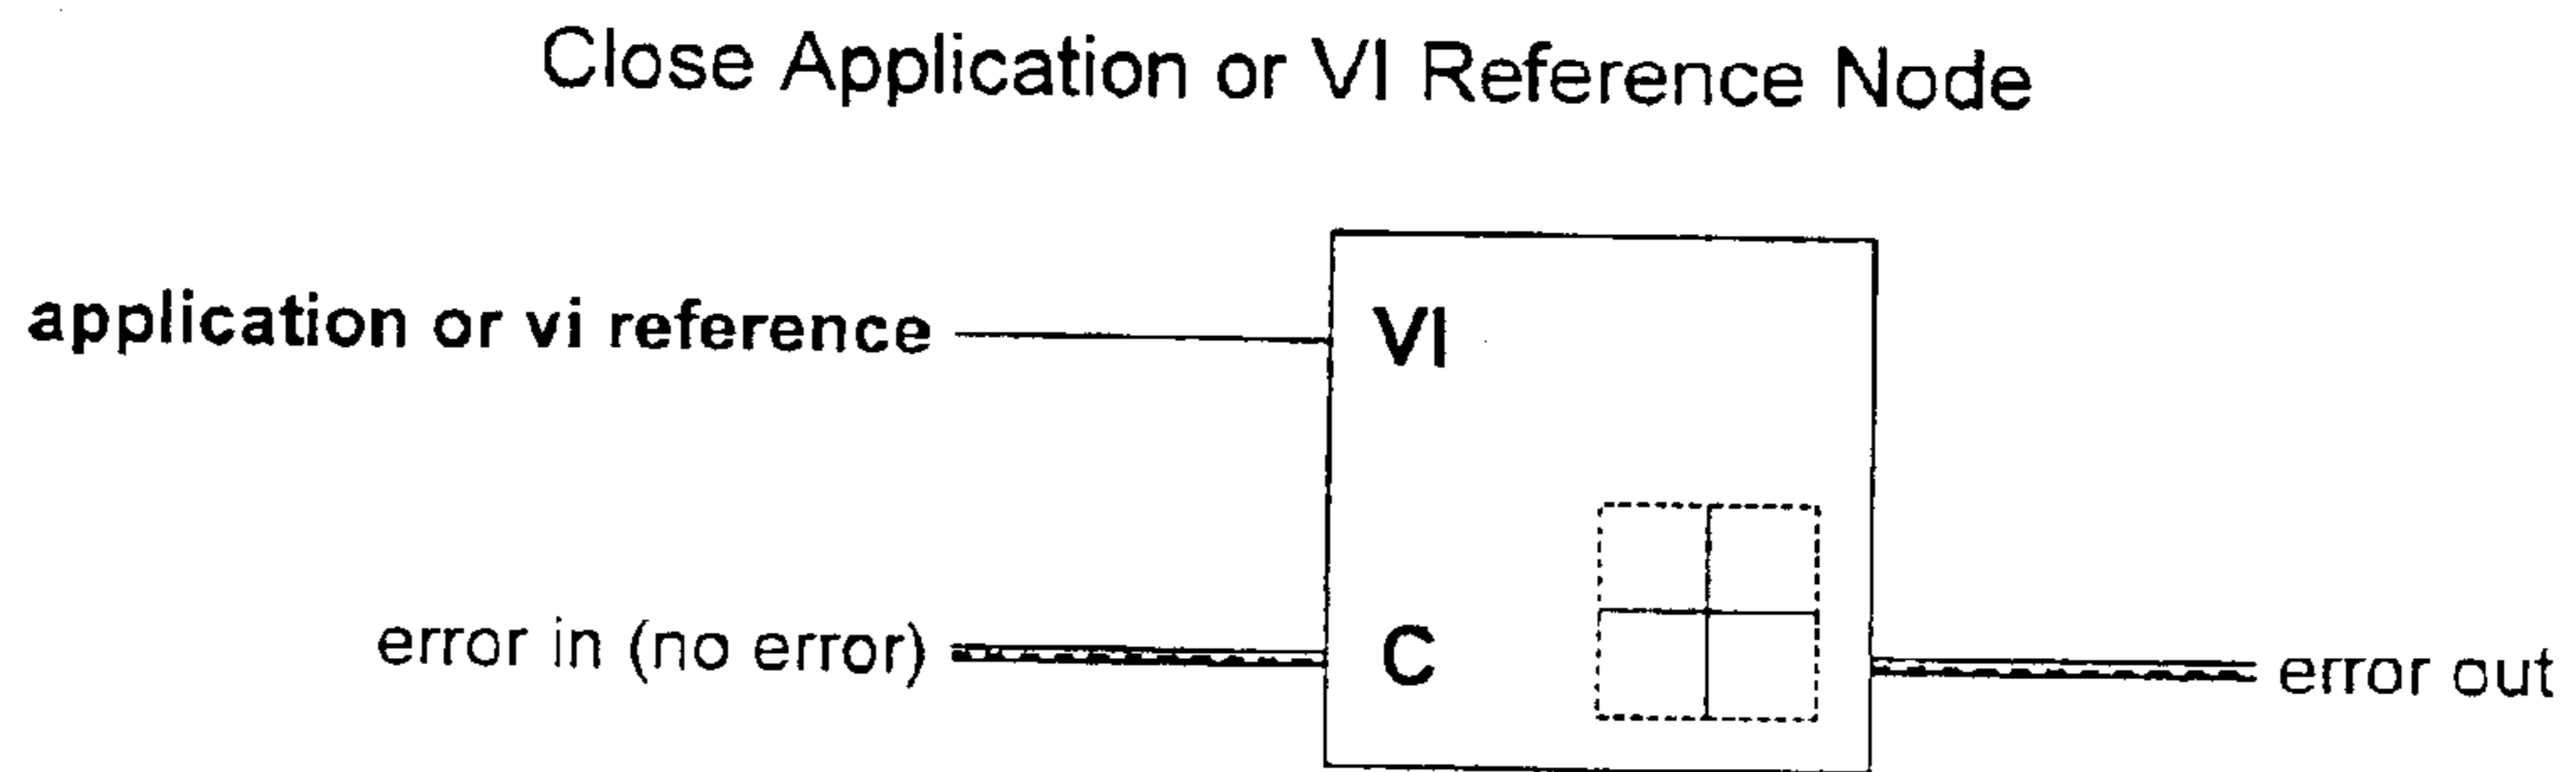 Close Application or VI Reference Node
application or vi reference
VI
error in (no error)
C
error out